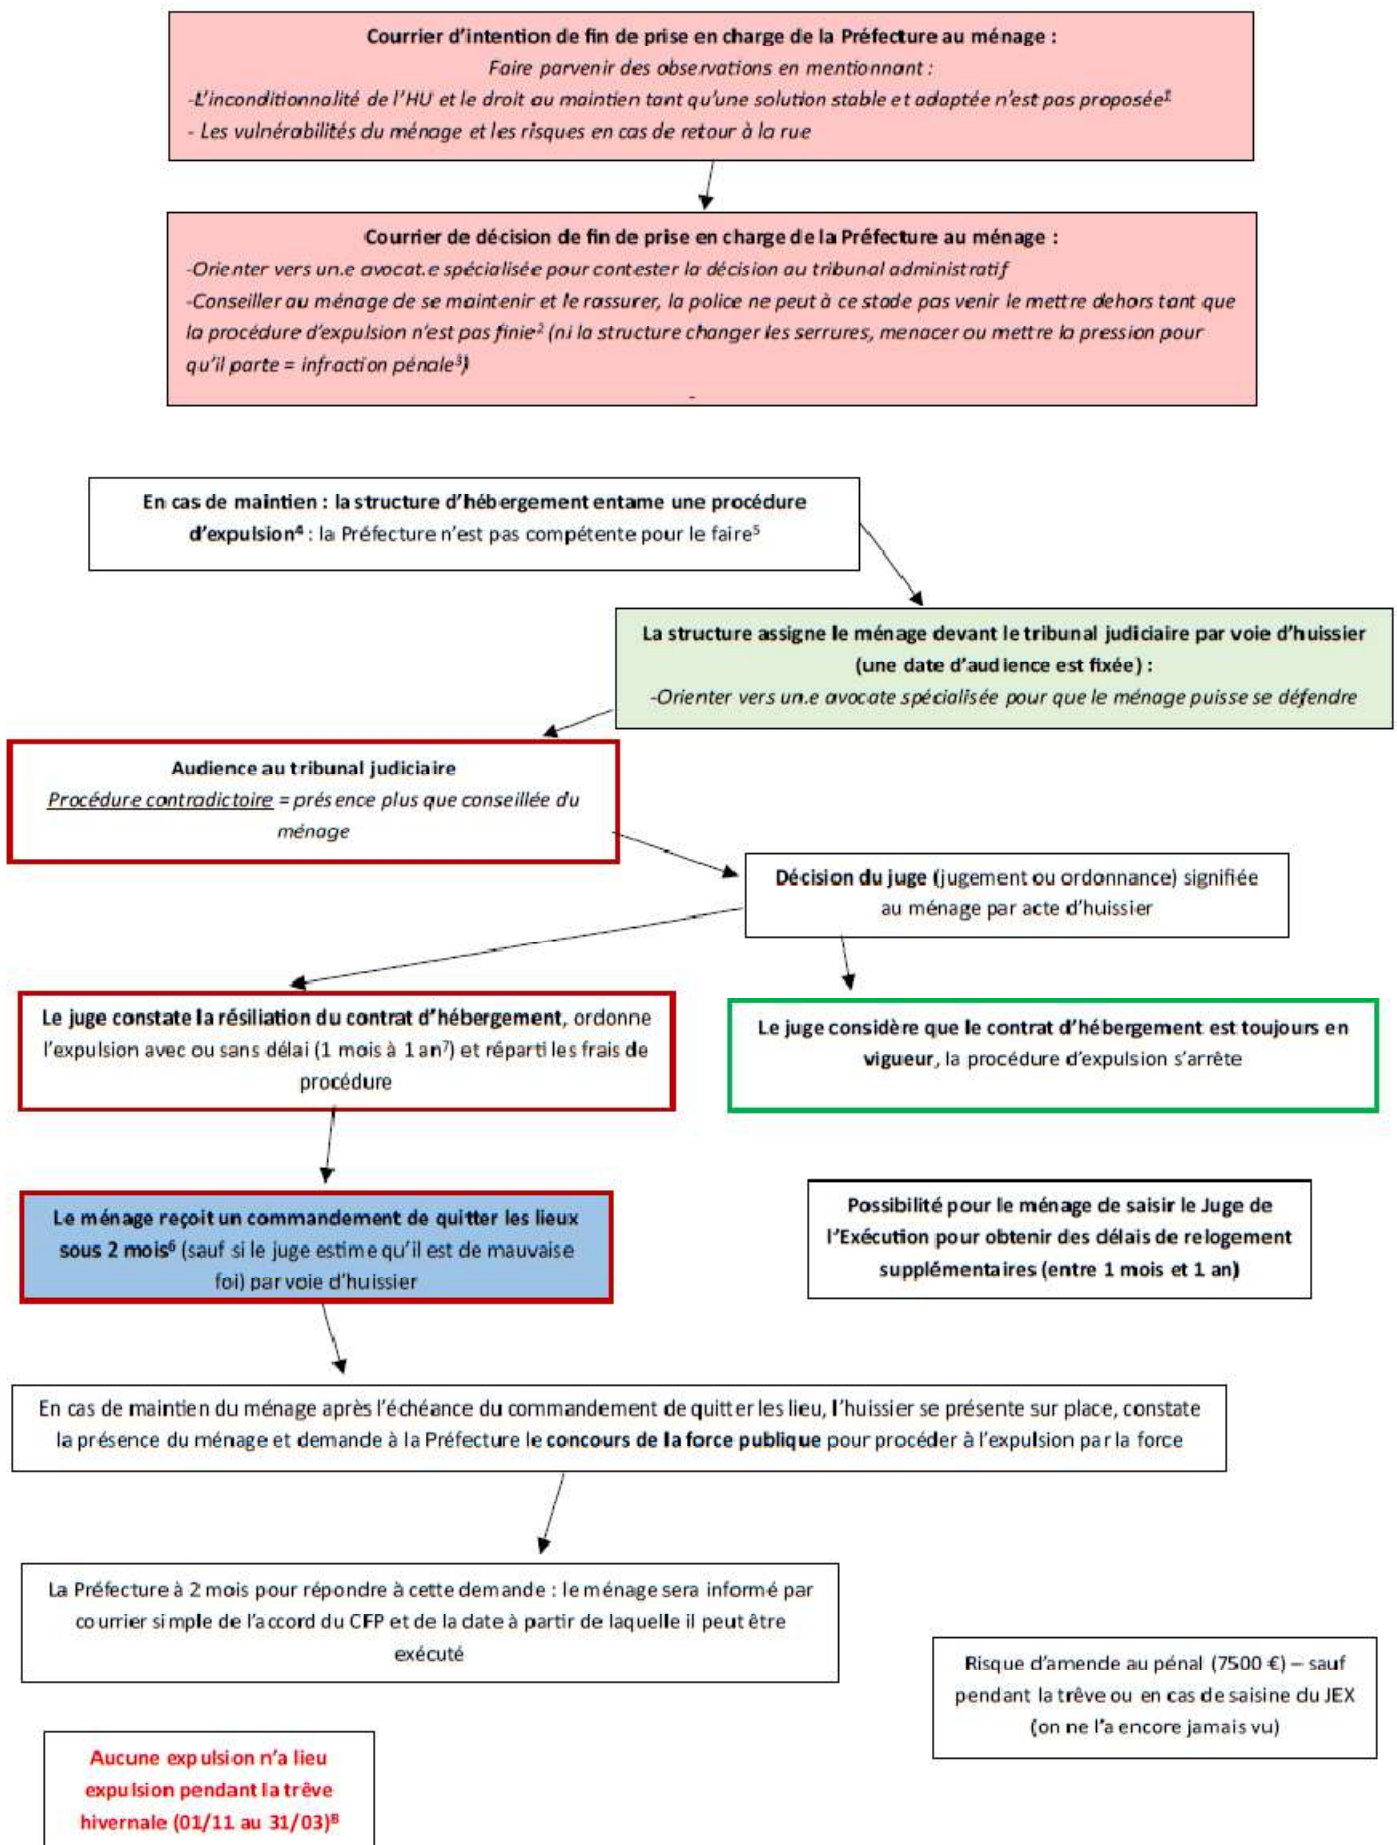 Courrier d'intention de fin de prise en charge de la Préfecture au ménage :
Faire parvenir des observations en mentionnant :
-L'inconditionnalité de l'HU et le droit au maintien tant qu'une solution stable et adaptée n'est pas proposée¹
- Les vulnérabilités du ménage et les risques en cas de retour à la rue
Courrier de décision de fin de prise en charge de la Préfecture au ménage :
-Orienter vers un.e avocat.e spécialisée pour contester la décision au tribunal administratif
-Conseiller au ménage de se maintenir et le rassurer, la police ne peut à ce stade pas venir le mettre dehors tant que
la procédure d'expulsion n'est pas finie² (ni la structure changer les serrures, menacer ou mettre la pression pour
qu'il parte = infraction pénale³)
-
En cas de maintien : la structure d'hébergement entame une procédure
d'expulsion⁴ : la Préfecture n'est pas compétente pour le faire⁵
La structure assigne le ménage devant le tribunal judiciaire par voie d'huissier
(une date d'audience est fixée) :
-Orienter vers un.e avocate spécialisée pour que le ménage puisse se défendre
Audience au tribunal judiciaire
Procédure contradictoire = présence plus que conseillée du
ménage
Décision du juge (jugement ou ordonnance) signifiée
au ménage par acte d'huissier
Le juge constate la résiliation du contrat d'hébergement, ordonne
l'expulsion avec ou sans délai (1 mois à 1 an⁷) et réparti les frais de
procédure
Le juge considère que le contrat d'hébergement est toujours en
vigueur, la procédure d'expulsion s'arrête
Le ménage reçoit un commandement de quitter les lieux
sous 2 mois⁶ (sauf si le juge estime qu'il est de mauvaise
foi) par voie d'huissier
Possibilité pour le ménage de saisir le Juge de
l'Exécution pour obtenir des délais de relogement
supplémentaires (entre 1 mois et 1 an)
En cas de maintien du ménage après l'échéance du commandement de quitter les lieu, l'huissier se présente sur place, constate
la présence du ménage et demande à la Préfecture le concours de la force publique pour procéder à l'expulsion par la force
La Préfecture à 2 mois pour répondre à cette demande : le ménage sera informé par
courrier simple de l'accord du CFP et de la date à partir de laquelle il peut être
exécuté
Risque d'amende au pénal (7500 €) – sauf
pendant la trêve ou en cas de saisine du JEX
(on ne l'a encore jamais vu)
Aucune expulsion n'a lieu
expulsion pendant la trêve
hivernale (01/11 au 31/03)⁸